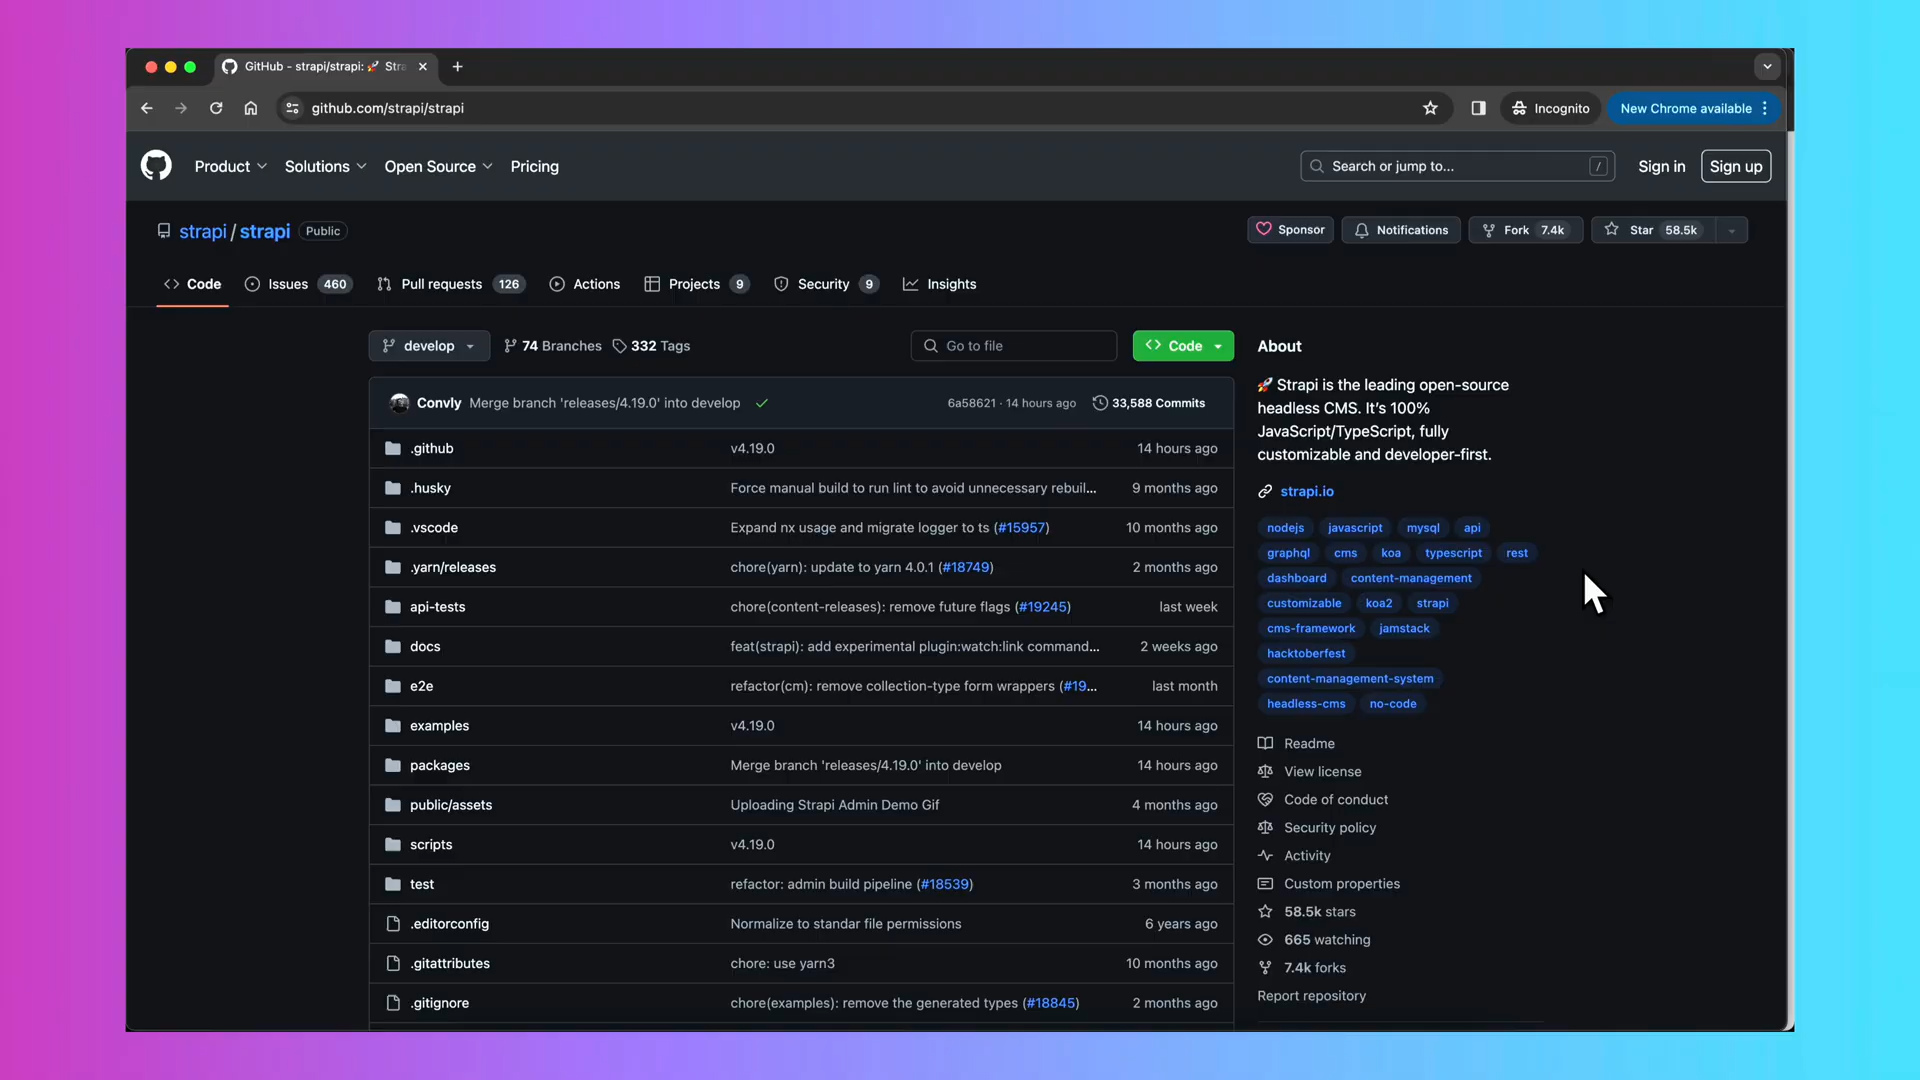 GitHub - strapi/strapi: 🚀 Stra
github.com/strapi/strapi
Incognito
New Chrome available
Product
Solutions
Open Source
Pricing
Search or jump to...
/
Sign in
Sign up
strapi / strapi
Public
Sponsor
Notifications
Fork 7.4k
Star 58.5k
Code
Issues 460
Pull requests 126
Actions
Projects 9
Security 9
Insights
develop
74 Branches
332 Tags
Go to file
Code
Convly Merge branch 'releases/4.19.0' into develop
6a58621 · 14 hours ago
33,588 Commits
.github v4.19.0 14 hours ago
.husky Force manual build to run lint to avoid unnecessary rebuil... 9 months ago
.vscode Expand nx usage and migrate logger to ts (#15957) 10 months ago
.yarn/releases chore(yarn): update to yarn 4.0.1 (#18749) 2 months ago
api-tests chore(content-releases): remove future flags (#19245) last week
docs feat(strapi): add experimental plugin:watch:link command... 2 weeks ago
e2e refactor(cm): remove collection-type form wrappers (#19... last month
examples v4.19.0 14 hours ago
packages Merge branch 'releases/4.19.0' into develop 14 hours ago
public/assets Uploading Strapi Admin Demo Gif 4 months ago
scripts v4.19.0 14 hours ago
test refactor: admin build pipeline (#18539) 3 months ago
.editorconfig Normalize to standar file permissions 6 years ago
.gitattributes chore: use yarn3 10 months ago
.gitignore chore(examples): remove the generated types (#18845) 2 months ago
About
🚀 Strapi is the leading open-source
headless CMS. It’s 100%
JavaScript/TypeScript, fully
customizable and developer-first.
strapi.io
nodejs javascript mysql api
graphql cms koa typescript rest
dashboard content-management
customizable koa2 strapi
cms-framework jamstack
hacktoberfest
content-management-system
headless-cms no-code
Readme
View license
Code of conduct
Security policy
Activity
Custom properties
58.5k stars
665 watching
7.4k forks
Report repository